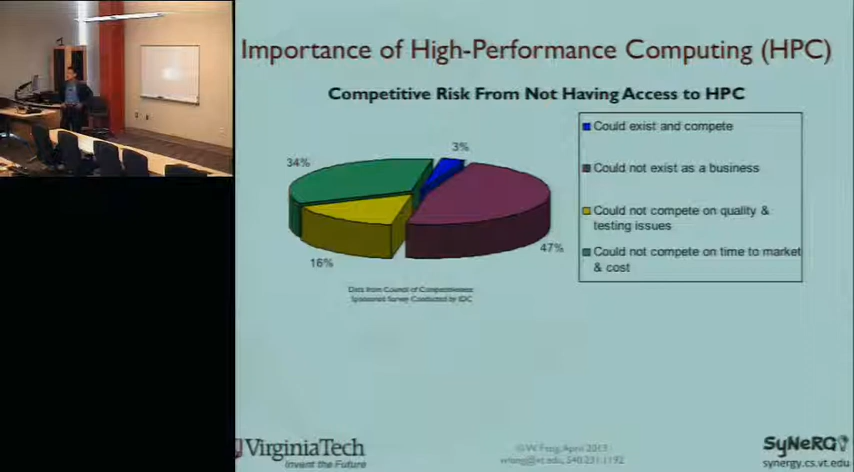 Importance of High-Performance Computing (HPC)
Competitive Risk From Not Having Access to HPC
34%
3%
16%
47%
Could exist and compete
Could not exist as a business
Could not compete on quality &
testing issues
Could not compete on time to market
& cost
Data from Council of Competitiveness
Sponsored Survey Conducted by IDC
VirginiaTech
Invent the Future
SyNeRGy
synergy.cs.vt.edu